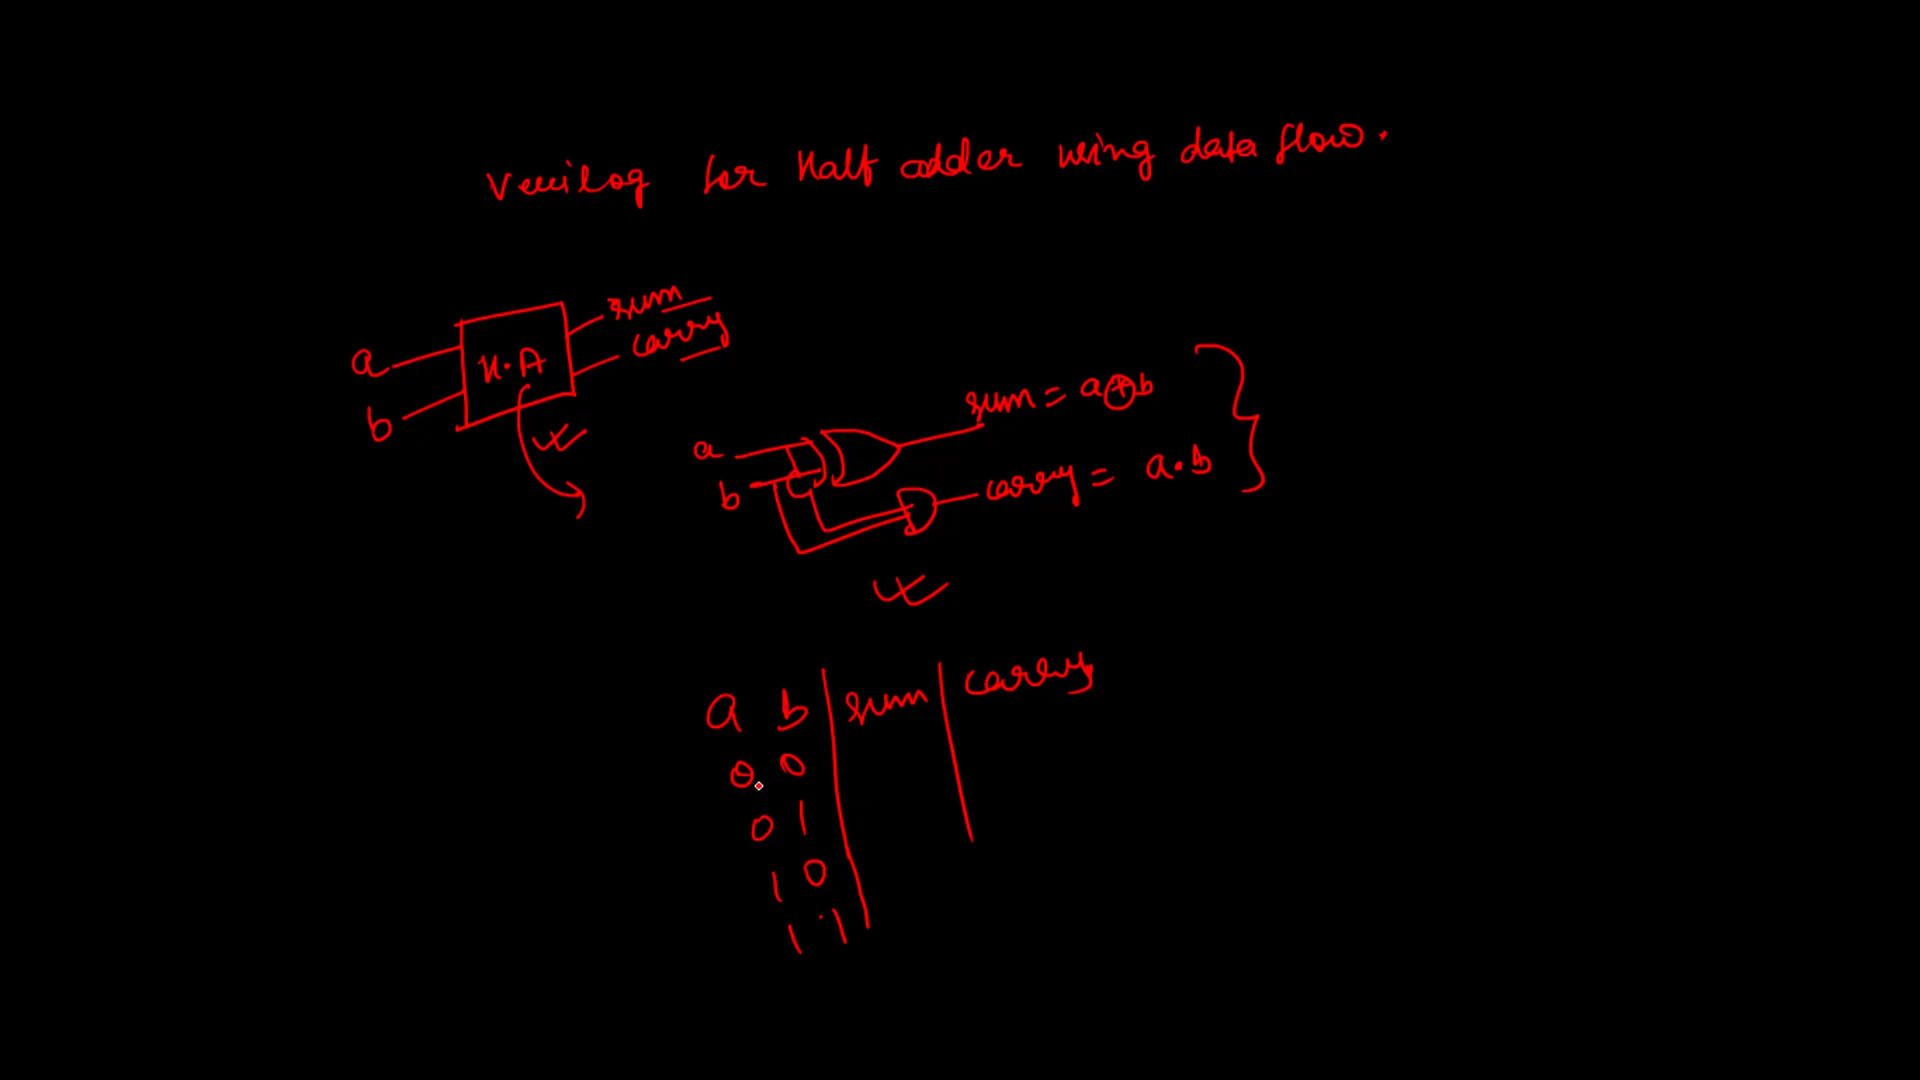 Verilog for Half adder using data flow.
a H.A sum
b carry
a sum = a ⊕ b
b carry = a . b
a b sum carry
0 0
0 1
1 0
1 1